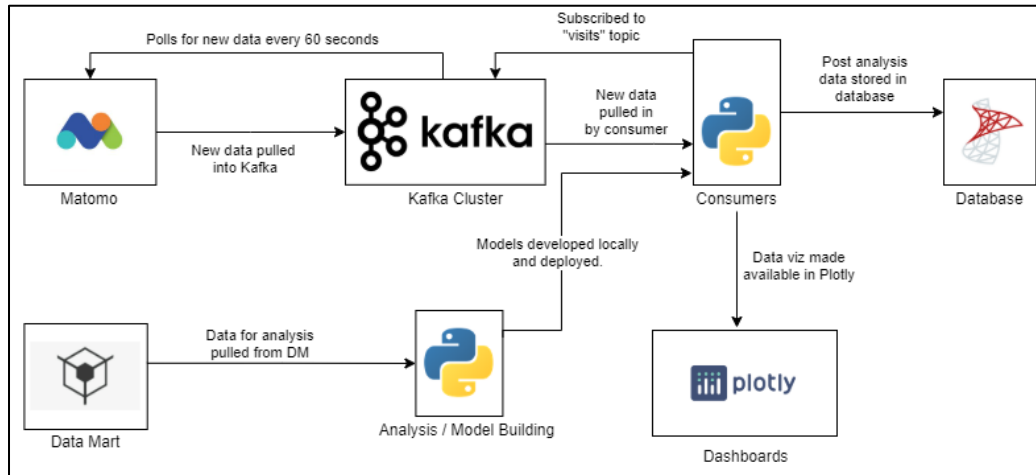 Polls for new data every 60 seconds
Subscribed to
"visits" topic
Post analysis
data stored in
database
kafka
New data pulled
into Kafka
New data
pulled in
by consumer
Matomo
Kafka Cluster
Consumers
Database
Models developed locally
and deployed.
Data viz made
available in Plotly
Data for analysis
pulled from DM
plotly
Data Mart
Analysis / Model Building
Dashboards